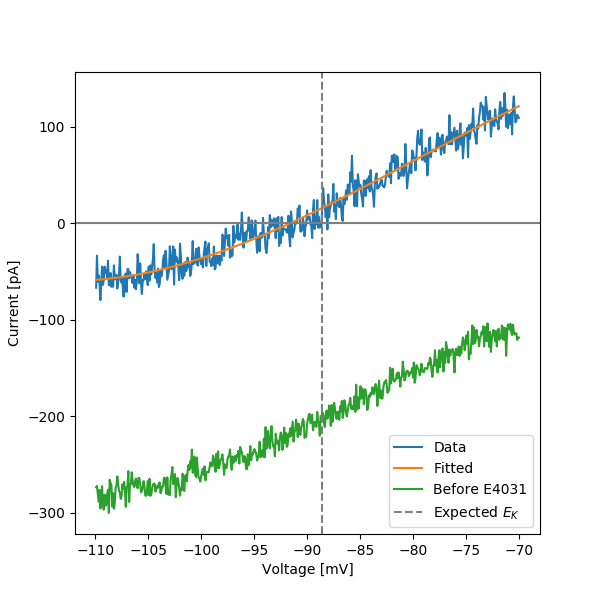 100
0
−100
−200
−300
Current [pA]
−110
−105
−100
−95
−90
−85
−80
−75
−70
Voltage [mV]
Data
Fitted
Before E4031
Expected E_K